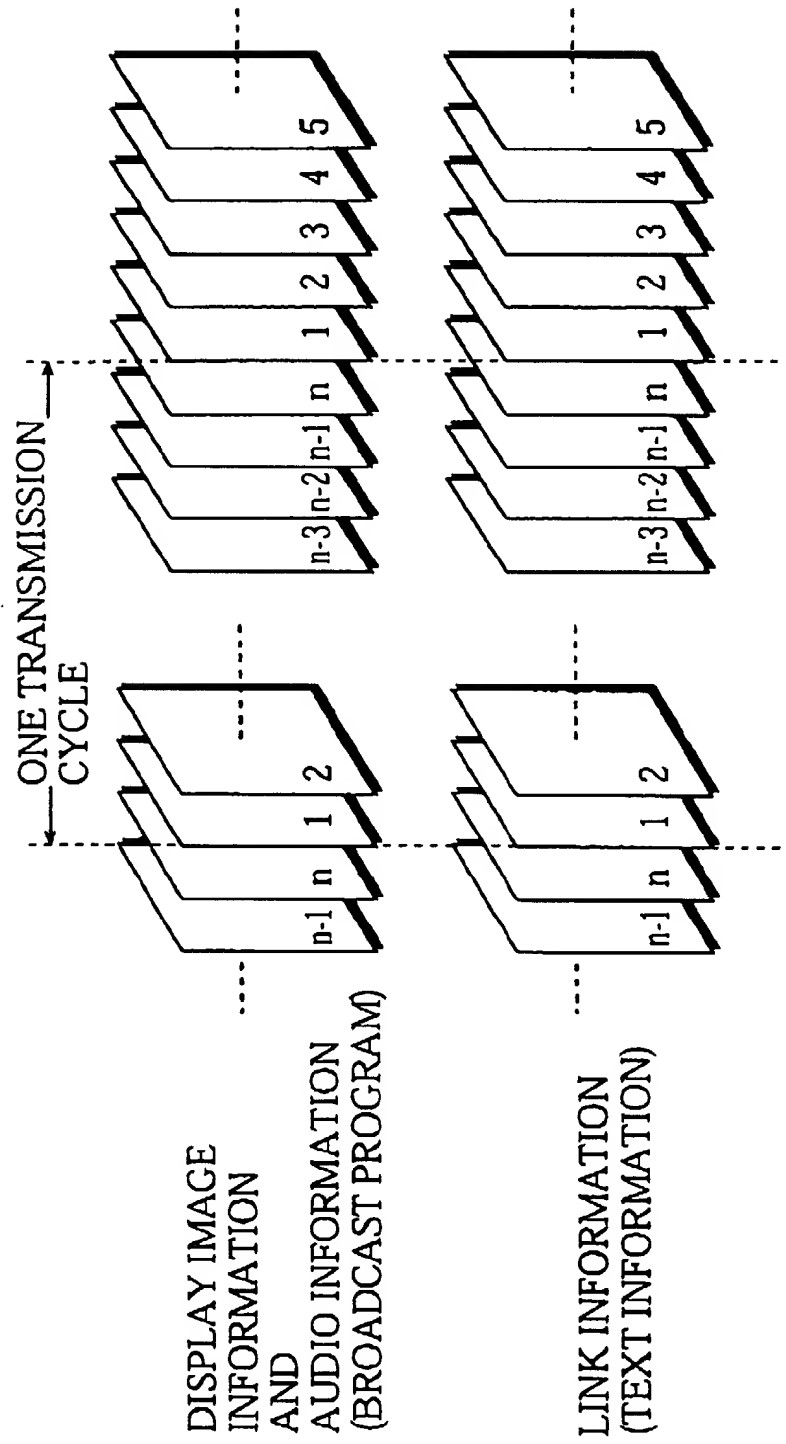 ONE TRANSMISSION
CYCLE
DISPLAY IMAGE
INFORMATION
AND
AUDIO INFORMATION
(BROADCAST PROGRAM)
n-1 n 1 2
n-3 n-2 n-1 n 1 2 3 4 5
LINK INFORMATION
(TEXT INFORMATION)
n-1 n 1 2
n-3 n-2 n-1 n 1 2 3 4 5